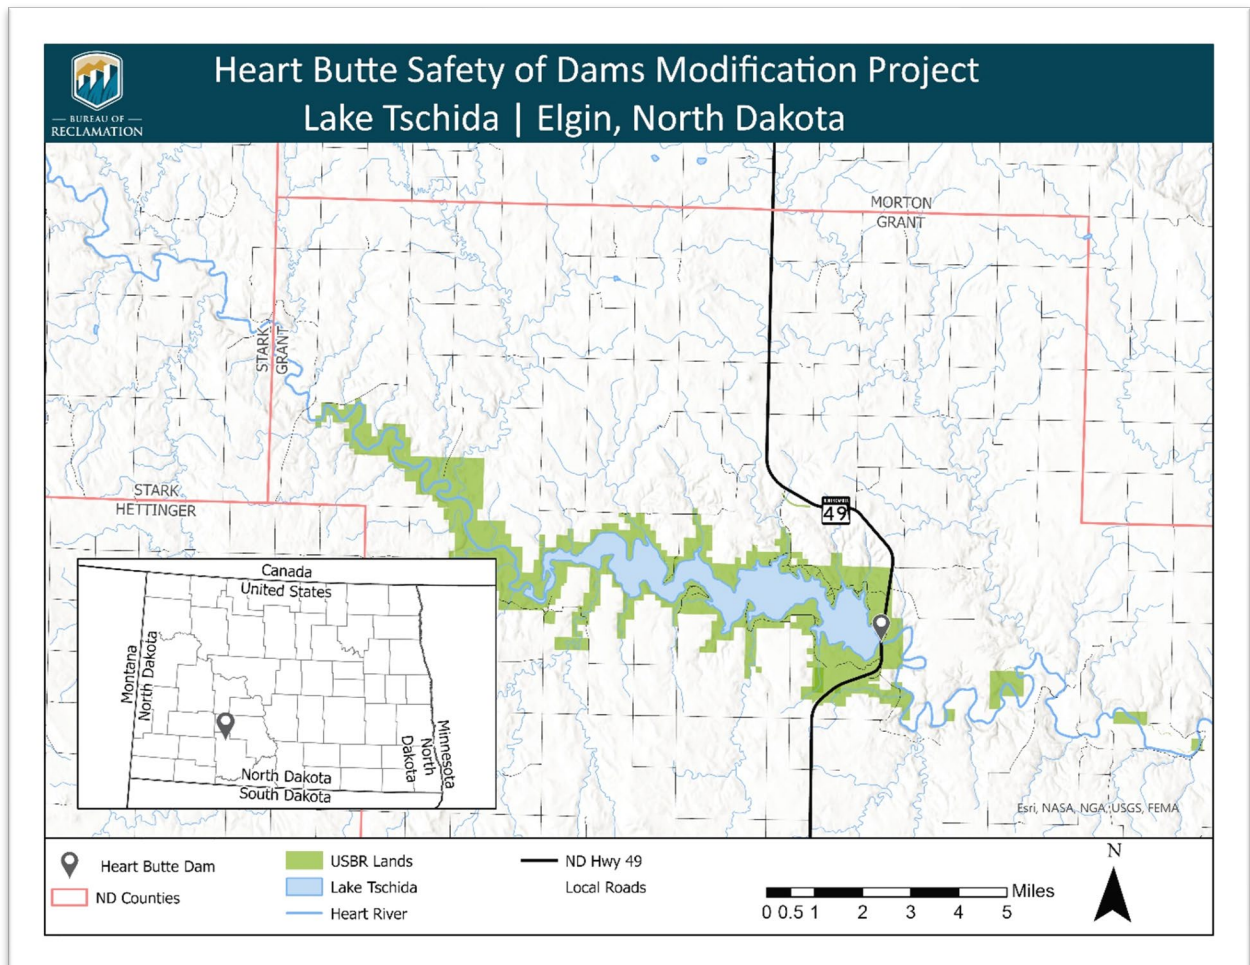 Heart Butte Safety of Dams Modification Project
Lake Tschida | Elgin, North Dakota
BUREAU OF
RECLAMATION
MORTON
GRANT
STARK
GRANT
STARK
HETTINGER
49
Canada
United States
Montana
North Dakota
Minnesota
North
Dakota
North Dakota
South Dakota
Esri, NASA, NGA, USGS, FEMA
Heart Butte Dam
ND Counties
USBR Lands
Lake Tschida
Heart River
ND Hwy 49
Local Roads
Miles
0 0.5 1 2 3 4 5
N